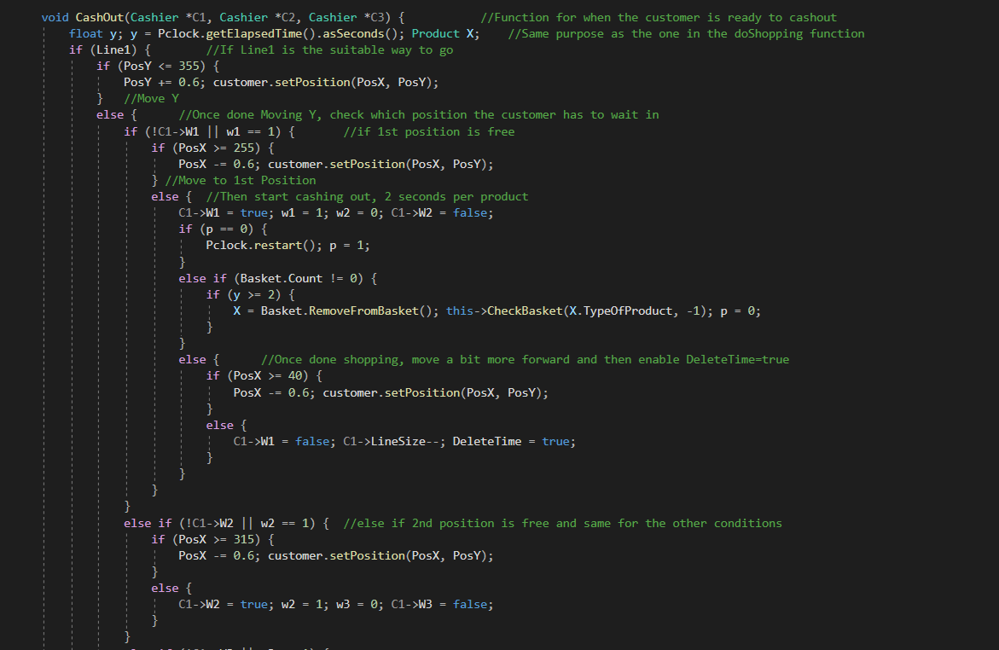 void CashOut(Cashier *C1, Cashier *C2, Cashier *C3) {          //Function for when the customer is ready to cashout
    float y; y = Pclock.getElapsedTime().asSeconds(); Product X;    //Same purpose as the one in the doShopping function
    if (Line1) {        //If Line1 is the suitable way to go
        if (PosY <= 355) {
            PosY += 0.6; customer.setPosition(PosX, PosY);
        }   //Move Y
        else {      //Once done Moving Y, check which position the customer has to wait in
            if (!C1->W1 || w1 == 1) {       //if 1st position is free
                if (PosX >= 255) {
                    PosX -= 0.6; customer.setPosition(PosX, PosY);
                } //Move to 1st Position
                else {  //Then start cashing out, 2 seconds per product
                    C1->W1 = true; w1 = 1; w2 = 0; C1->W2 = false;
                    if (p == 0) {
                        Pclock.restart(); p = 1;
                    }
                    else if (Basket.Count != 0) {
                        if (y >= 2) {
                            X = Basket.RemoveFromBasket(); this->CheckBasket(X.TypeOfProduct, -1); p = 0;
                        }
                    }
                    else {      //Once done shopping, move a bit more forward and then enable DeleteTime=true
                        if (PosX >= 40) {
                            PosX -= 0.6; customer.setPosition(PosX, PosY);
                        }
                        else {
                            C1->W1 = false; C1->LineSize--; DeleteTime = true;
                        }
                    }
                }
            }
            else if (!C1->W2 || w2 == 1) {  //else if 2nd position is free and same for the other conditions
                if (PosX >= 315) {
                    PosX -= 0.6; customer.setPosition(PosX, PosY);
                }
                else {
                    C1->W2 = true; w2 = 1; w3 = 0; C1->W3 = false;
                }
            }